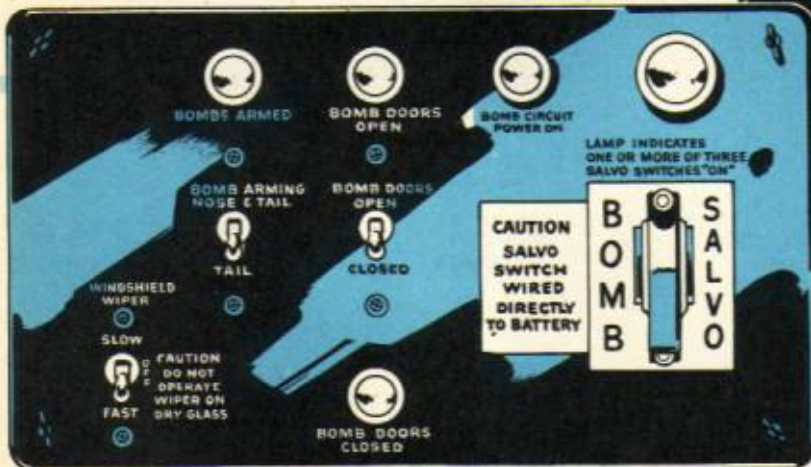 BOMBS ARMED
BOMB DOORS
OPEN
BOMB CIRCUIT
POWER ON
LAMP INDICATES
ONE OR MORE OF THREE
SALVO SWITCHES "ON"
BOMB ARMING
NOSE & TAIL
TAIL
BOMB DOORS
OPEN
CLOSED
CAUTION
SALVO
SWITCH
WIRED
DIRECTLY
TO BATTERY
BOMB
SALVO
WINDSHIELD
WIPER
SLOW
OFF
FAST
CAUTION
DO NOT
OPERATE
WIPER ON
DRY GLASS
BOMB DOORS
CLOSED